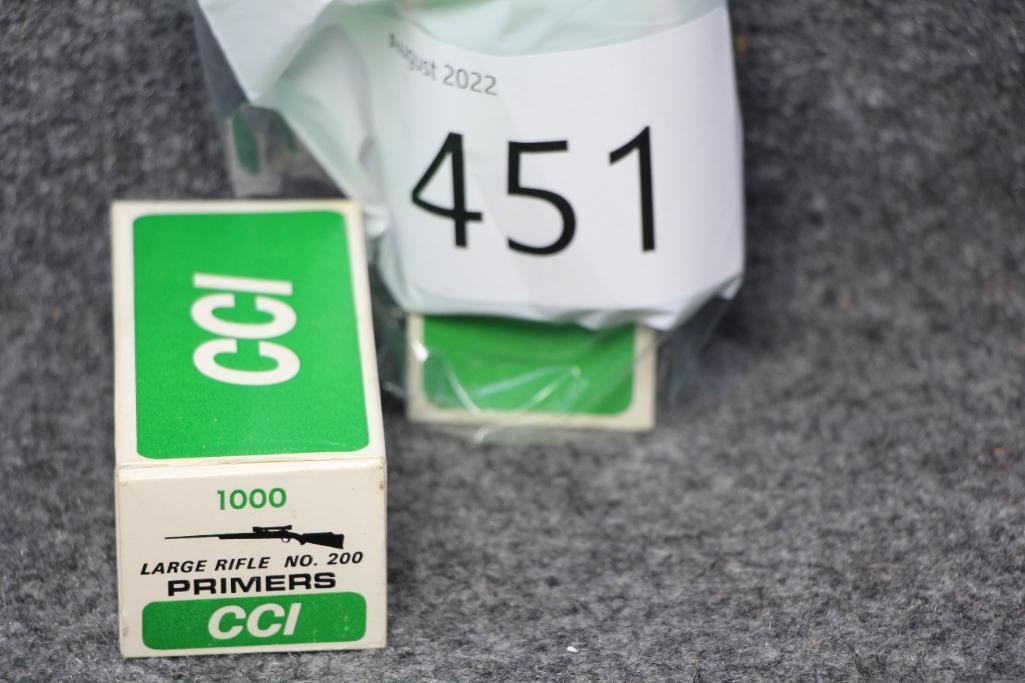 August 2022
451
CCI
1000
LARGE RIFLE NO. 200
PRIMERS
CCI